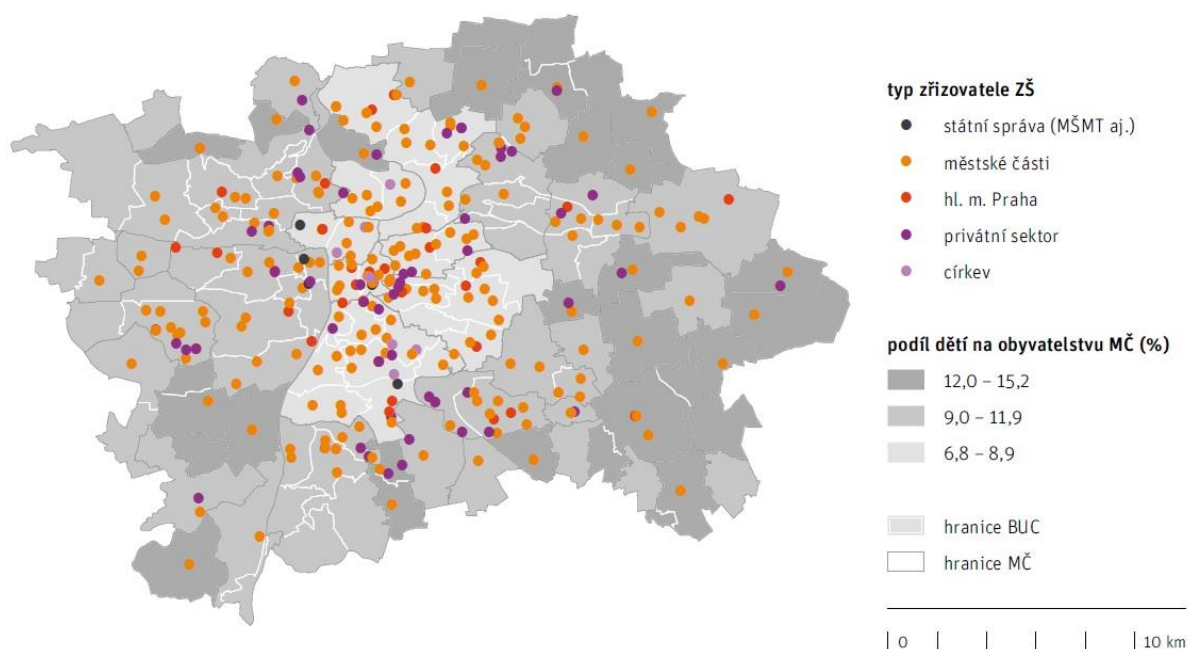 typ zřizovatele ZŠ
státní správa (MŠMT aj.)
městské části
hl. m. Praha
privátní sektor
církev
podíl dětí na obyvatelstvu MČ (%)
12,0 – 15,2
9,0 – 11,9
6,8 – 8,9
hranice BUC
hranice MČ
0 10 km